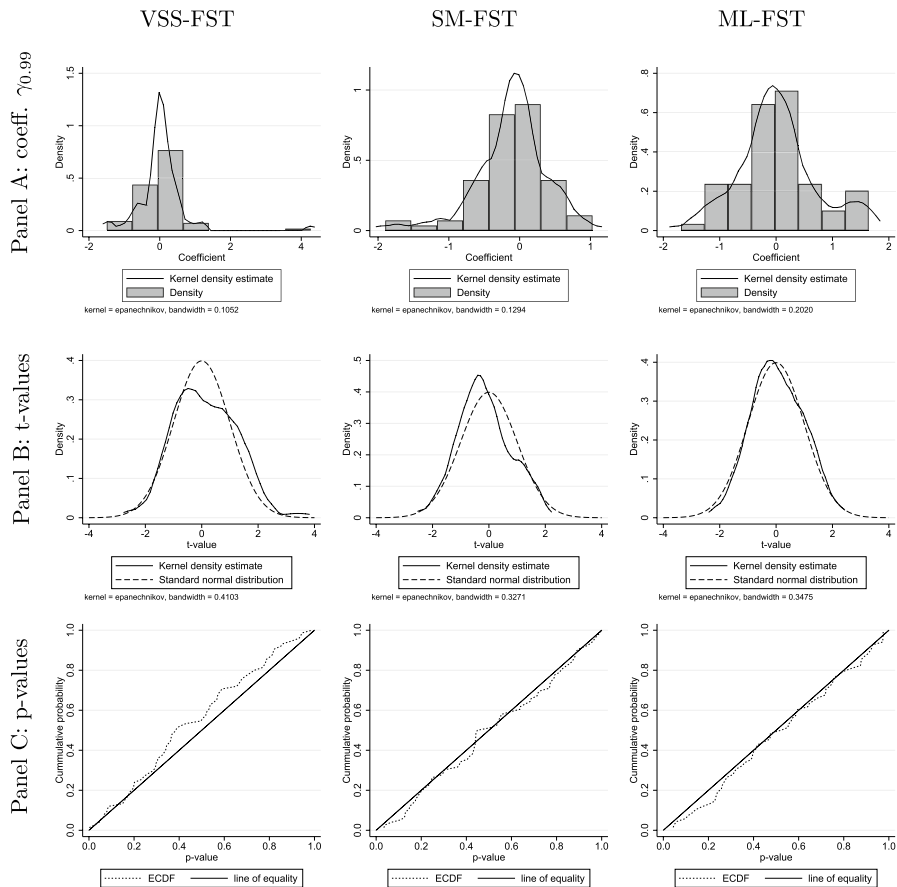 VSS-FST SM-FST ML-FST
Panel A: coeff. γ0.99
Density
0 .5 1 1.5
-2 0 2 4
Coefficient
Kernel density estimate
Density
kernel = epanechnikov, bandwidth = 0.1052
Density
0 .5 1
-2 -1 0 1
Coefficient
Kernel density estimate
Density
kernel = epanechnikov, bandwidth = 0.1294
Density
0 .2 .4 .6 .8
-2 -1 0 1 2
Coefficient
Kernel density estimate
Density
kernel = epanechnikov, bandwidth = 0.2020
Panel B: t-values
Density
0 .1 .2 .3 .4
-4 -2 0 2 4
t-value
Kernel density estimate
Standard normal distribution
kernel = epanechnikov, bandwidth = 0.4103
Density
0 .1 .2 .3 .4 .5
-4 -2 0 2 4
t-value
Kernel density estimate
Standard normal distribution
kernel = epanechnikov, bandwidth = 0.3271
Density
0 .1 .2 .3 .4
-4 -2 0 2 4
t-value
Kernel density estimate
Standard normal distribution
kernel = epanechnikov, bandwidth = 0.3475
Panel C: p-values
Cummulative probability
0.0 0.2 0.4 0.6 0.8 1.0
0.0 0.2 0.4 0.6 0.8 1.0
p-value
ECDF line of equality
Cummulative probability
0.0 0.2 0.4 0.6 0.8 1.0
0.0 0.2 0.4 0.6 0.8 1.0
p-value
ECDF line of equality
Cummulative probability
0.0 0.2 0.4 0.6 0.8 1.0
0.0 0.2 0.4 0.6 0.8 1.0
p-value
ECDF line of equality